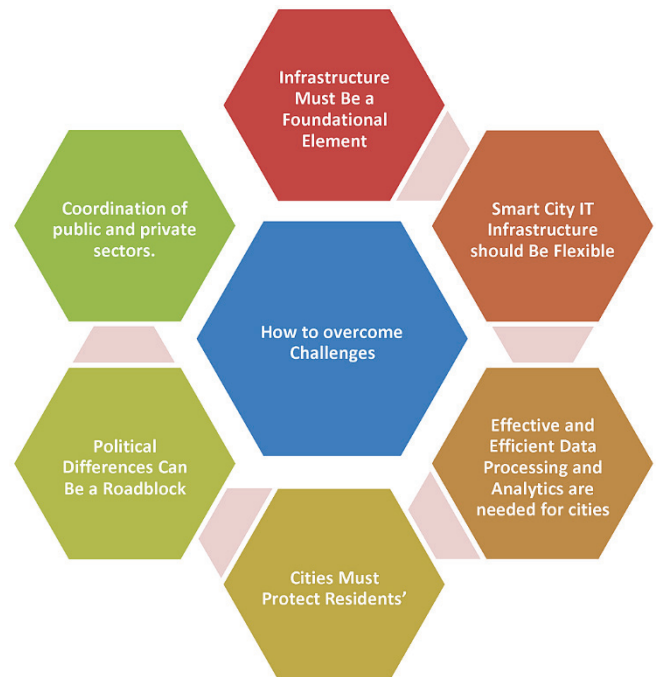 Infrastructure
Must Be a
Foundational
Element
Smart City IT
Infrastructure
should Be Flexible
Effective and
Efficient Data
Processing and
Analytics are
needed for cities
Cities Must
Protect Residents’
Political
Differences Can
Be a Roadblock
Coordination of
public and private
sectors.
How to overcome
Challenges